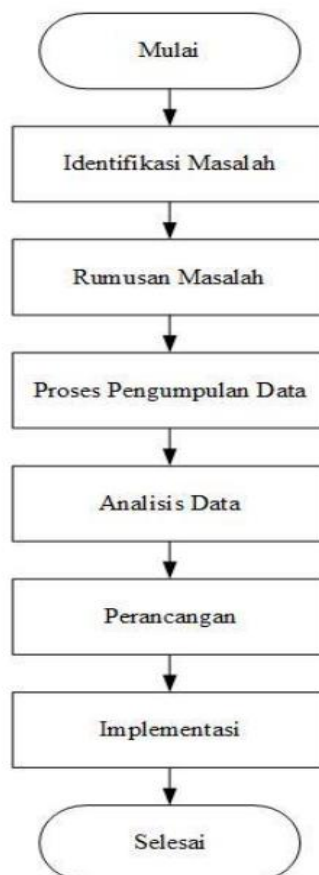 Mulai
Identifikasi Masalah
Rumusan Masalah
Proses Pengumpulan Data
Analisis Data
Perancangan
Implementasi
Selesai